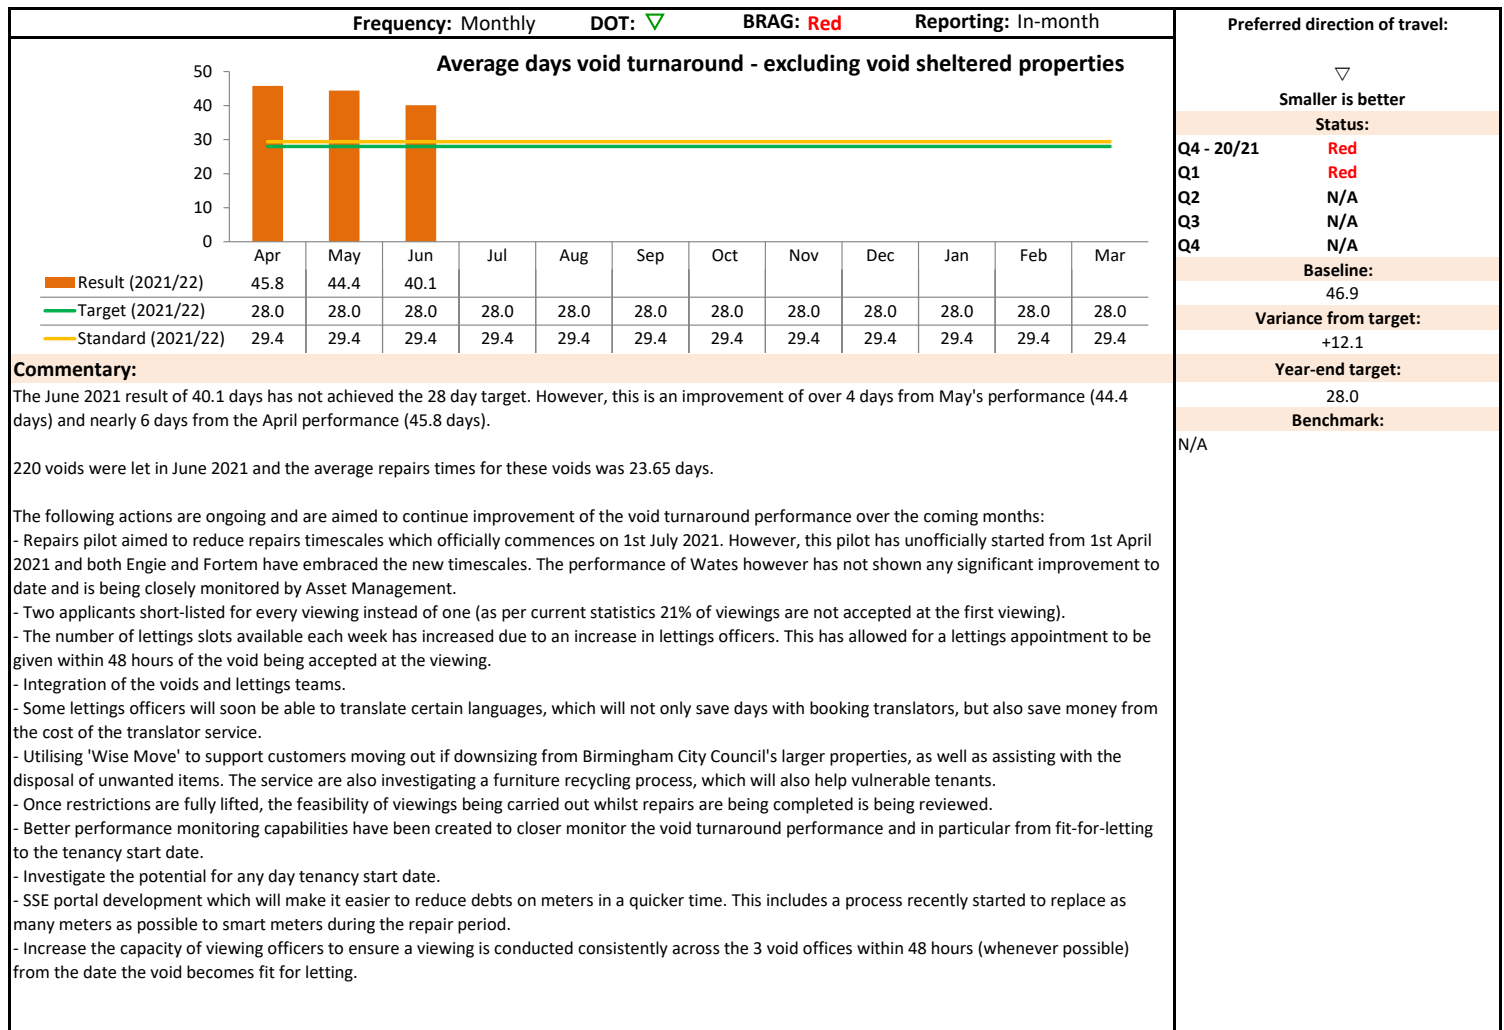 Frequency: Monthly DOT: ▽ BRAG: Red Reporting: In-month
Average days void turnaround - excluding void sheltered properties
50
40
30
20
10
0
Apr May Jun Jul Aug Sep Oct Nov Dec Jan Feb Mar
Result (2021/22) 45.8 44.4 40.1
Target (2021/22) 28.0 28.0 28.0 28.0 28.0 28.0 28.0 28.0 28.0 28.0 28.0 28.0
Standard (2021/22) 29.4 29.4 29.4 29.4 29.4 29.4 29.4 29.4 29.4 29.4 29.4 29.4
Commentary:
The June 2021 result of 40.1 days has not achieved the 28 day target. However, this is an improvement of over 4 days from May's performance (44.4
days) and nearly 6 days from the April performance (45.8 days).
220 voids were let in June 2021 and the average repairs times for these voids was 23.65 days.
The following actions are ongoing and are aimed to continue improvement of the void turnaround performance over the coming months:
- Repairs pilot aimed to reduce repairs timescales which officially commences on 1st July 2021. However, this pilot has unofficially started from 1st April
2021 and both Engie and Fortem have embraced the new timescales. The performance of Wates however has not shown any significant improvement to
date and is being closely monitored by Asset Management.
- Two applicants short-listed for every viewing instead of one (as per current statistics 21% of viewings are not accepted at the first viewing).
- The number of lettings slots available each week has increased due to an increase in lettings officers. This has allowed for a lettings appointment to be
given within 48 hours of the void being accepted at the viewing.
- Integration of the voids and lettings teams.
- Some lettings officers will soon be able to translate certain languages, which will not only save days with booking translators, but also save money from
the cost of the translator service.
- Utilising 'Wise Move' to support customers moving out if downsizing from Birmingham City Council's larger properties, as well as assisting with the
disposal of unwanted items. The service are also investigating a furniture recycling process, which will also help vulnerable tenants.
- Once restrictions are fully lifted, the feasibility of viewings being carried out whilst repairs are being completed is being reviewed.
- Better performance monitoring capabilities have been created to closer monitor the void turnaround performance and in particular from fit-for-letting
to the tenancy start date.
- Investigate the potential for any day tenancy start date.
- SSE portal development which will make it easier to reduce debts on meters in a quicker time. This includes a process recently started to replace as
many meters as possible to smart meters during the repair period.
- Increase the capacity of viewing officers to ensure a viewing is conducted consistently across the 3 void offices within 48 hours (whenever possible)
from the date the void becomes fit for letting.
Preferred direction of travel:
▽
Smaller is better
Status:
Q4 - 20/21 Red
Q1 Red
Q2 N/A
Q3 N/A
Q4 N/A
Baseline:
46.9
Variance from target:
+12.1
Year-end target:
28.0
Benchmark:
N/A